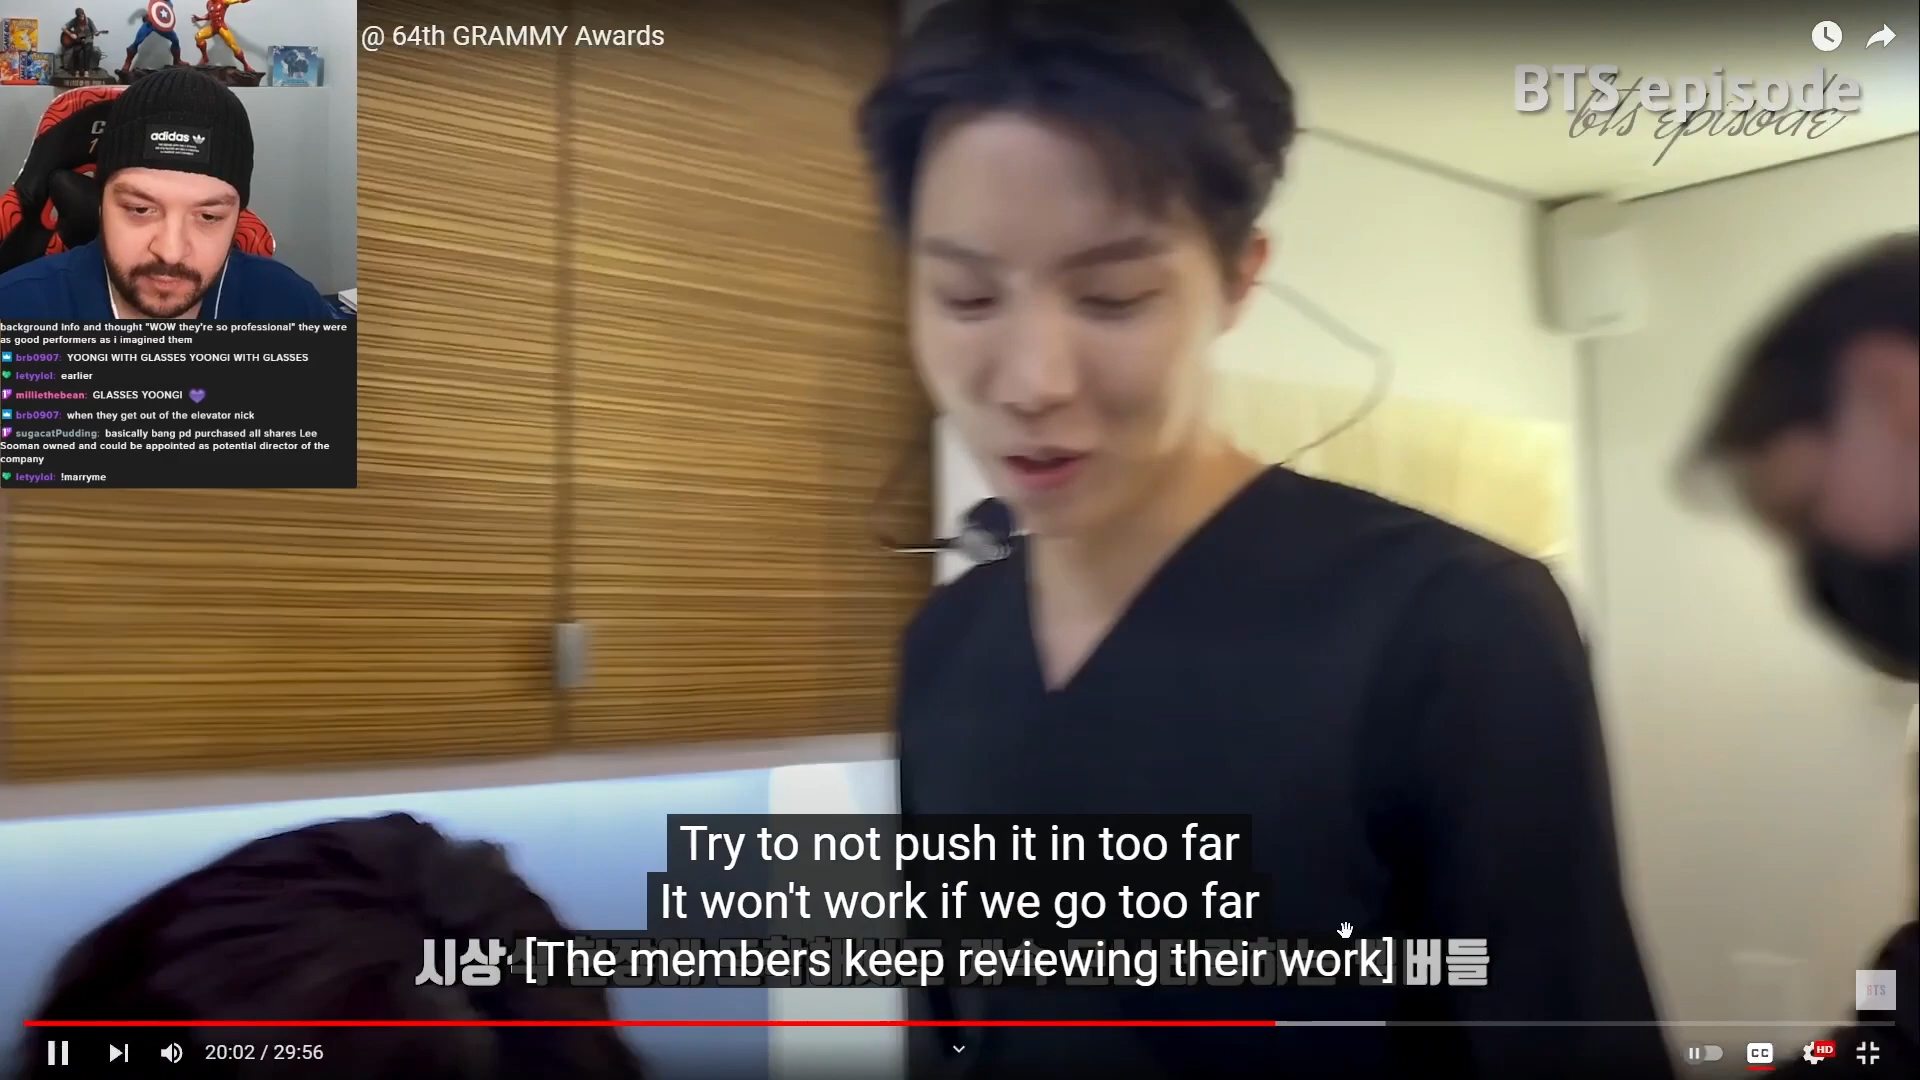 @ 64th GRAMMY Awards
BTS episode
bts episode
adidas
background info and thought "WOW they're so professional" they were
as good performers as i imagined them
brb0907: YOONGI WITH GLASSES YOONGI WITH GLASSES
letyylol: earlier
milliethebean: GLASSES YOONGI 💜
brb0907: when they get out of the elevator nick
sugacatPudding: basically bang pd purchased all shares Lee
Sooman owned and could be appointed as potential director of the
company
letyylol: !marryme
Try to not push it in too far
It won't work if we go too far
[The members keep reviewing their work]
시상
버들
BTS
20:02 / 29:56
CC
HD